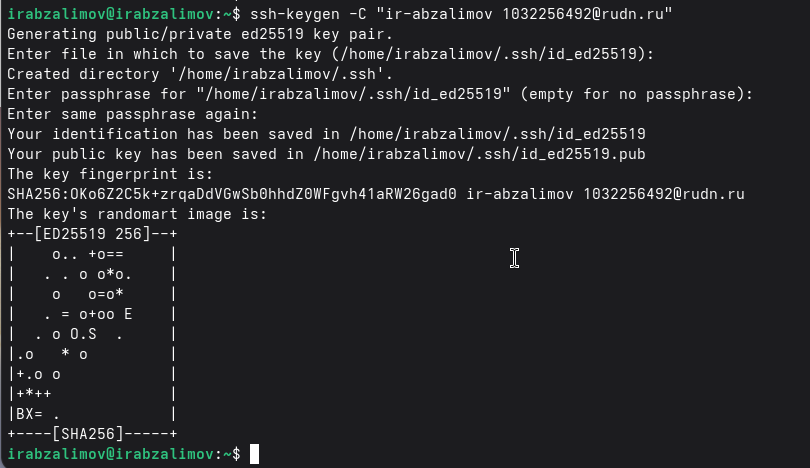 irabzalimov@irabzalimov:~$ ssh-keygen -C "ir-abzalimov 1032256492@rudn.ru"
Generating public/private ed25519 key pair.
Enter file in which to save the key (/home/irabzalimov/.ssh/id_ed25519):
Created directory '/home/irabzalimov/.ssh'.
Enter passphrase for "/home/irabzalimov/.ssh/id_ed25519" (empty for no passphrase):
Enter same passphrase again:
Your identification has been saved in /home/irabzalimov/.ssh/id_ed25519
Your public key has been saved in /home/irabzalimov/.ssh/id_ed25519.pub
The key fingerprint is:
SHA256:OKo6Z2C5k+zrqaDdVGwSb0hhdZ0WFgvh41aRW26gad0 ir-abzalimov 1032256492@rudn.ru
The key's randomart image is:
+--[ED25519 256]--+
|    o.. +o==     |
|   . . o o*o.    |
|    o   o=o*     |
|   . = o+oo E    |
|  . o O.S  .     |
|.o   * o         |
|+.o o            |
|+*++             |
|BX= .            |
+----[SHA256]-----+
irabzalimov@irabzalimov:~$